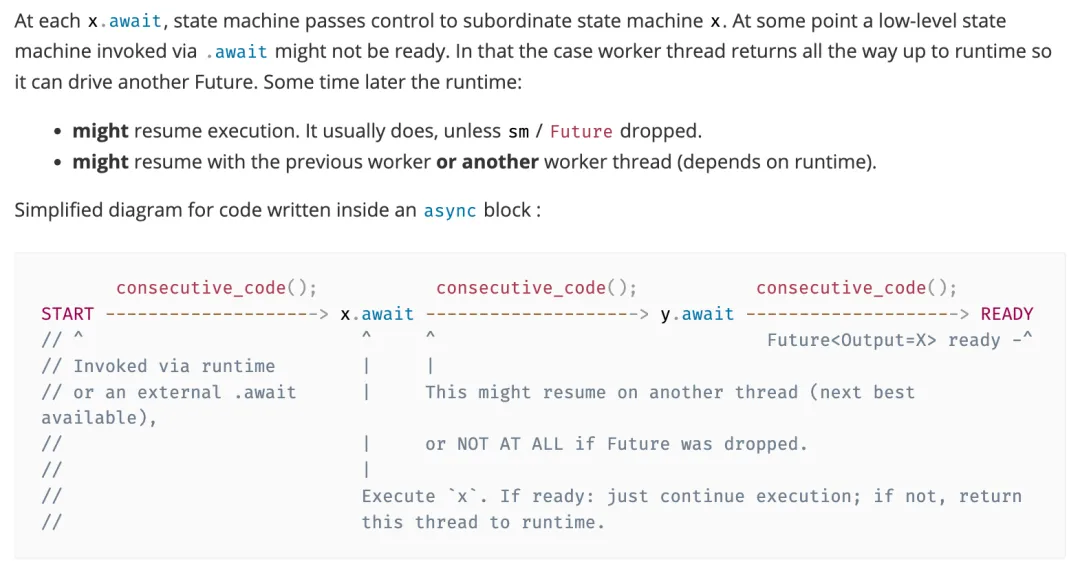 At each x.await, state machine passes control to subordinate state machine x. At some point a low-level state
machine invoked via .await might not be ready. In that the case worker thread returns all the way up to runtime so
it can drive another Future. Some time later the runtime:
• might resume execution. It usually does, unless sm / Future dropped.
• might resume with the previous worker or another worker thread (depends on runtime).
Simplified diagram for code written inside an async block :
       consecutive_code();           consecutive_code();           consecutive_code();
START --------------------> x.await --------------------> y.await --------------------> READY
// ^                          ^     ^                               Future<Output=X> ready -^
// Invoked via runtime        |     |
// or an external .await      |     This might resume on another thread (next best
available),
//                            |     or NOT AT ALL if Future was dropped.
//                            |
//                            Execute `x`. If ready: just continue execution; if not, return
//                            this thread to runtime.